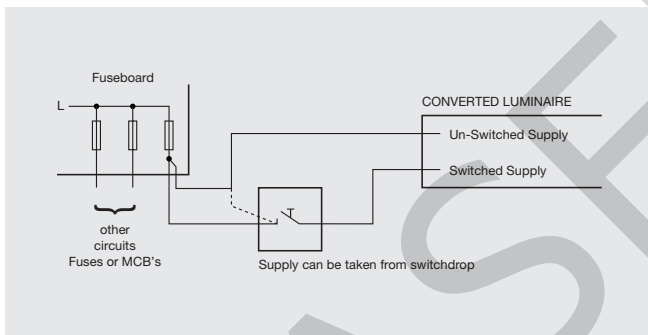 Fuseboard
L
CONVERTED LUMINAIRE
Un-Switched Supply
Switched Supply
other
circuits
Fuses or MCB's
Supply can be taken from switchdrop